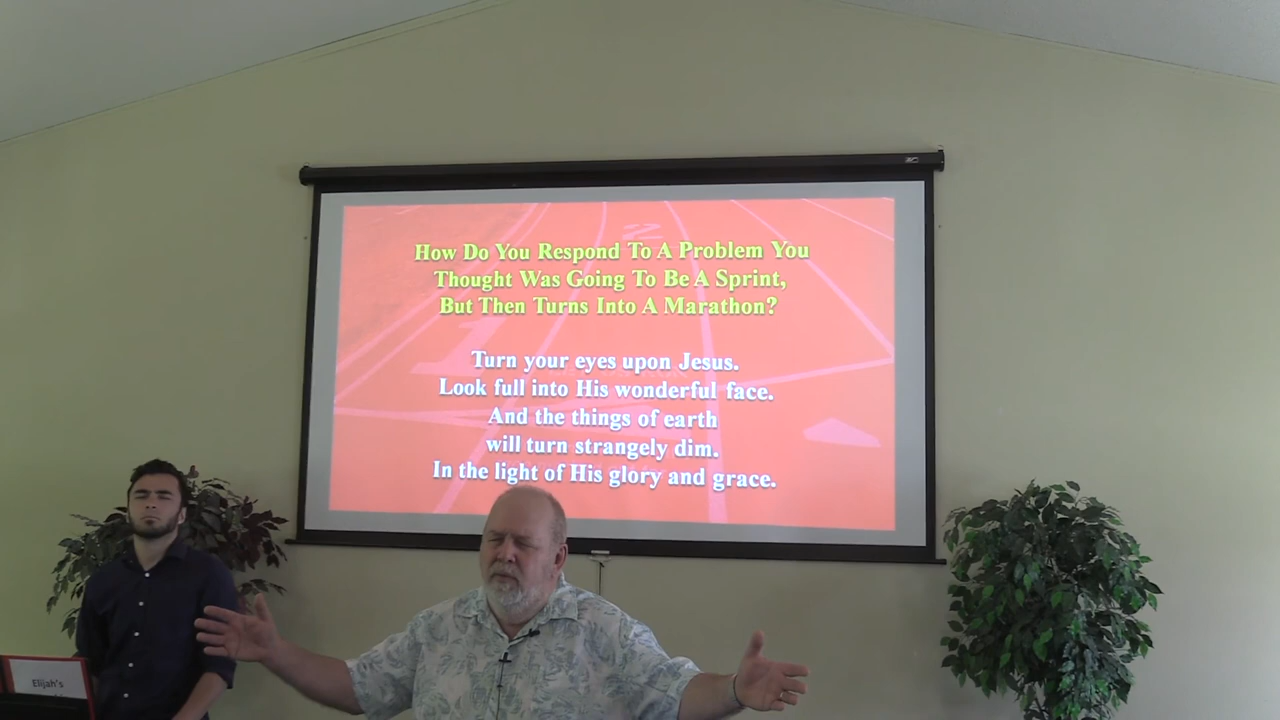 How Do You Respond To A Problem You
Thought Was Going To Be A Sprint,
But Then Turns Into A Marathon?
Turn your eyes upon Jesus.
Look full into His wonderful face.
And the things of earth
will turn strangely dim.
In the light of His glory and grace.
Elijah's